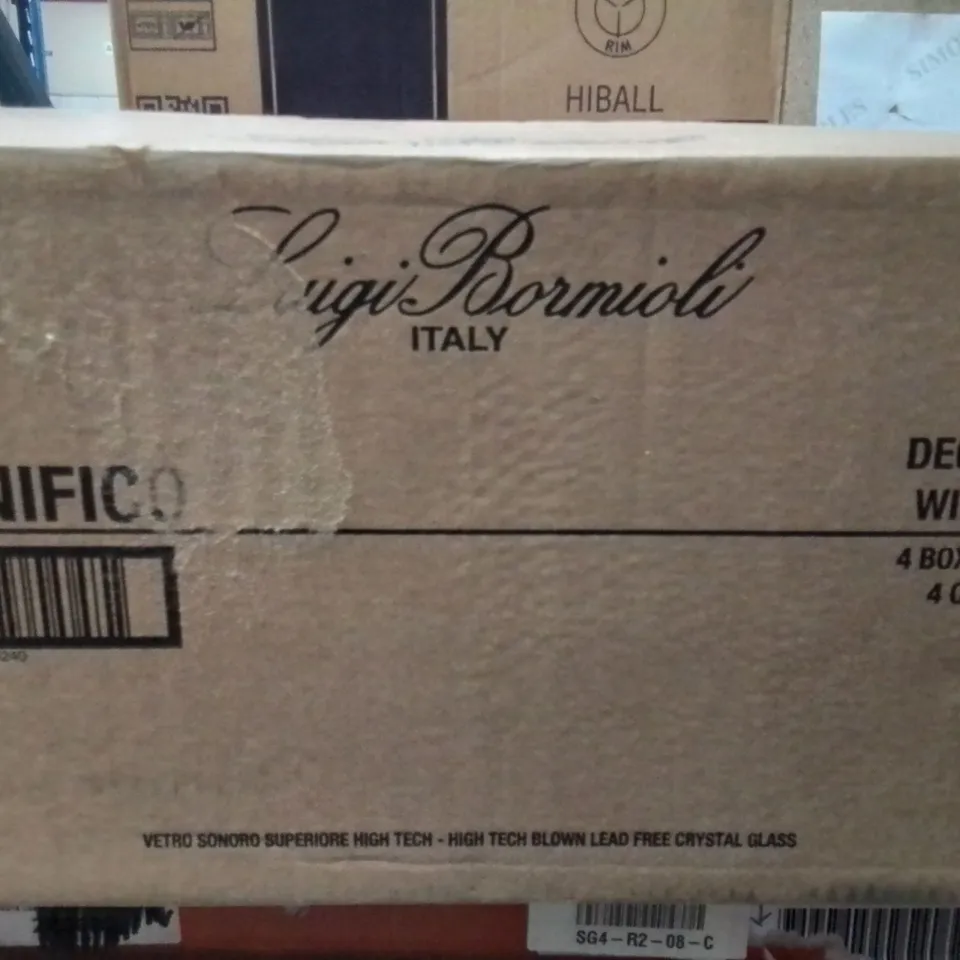 RIM
HIBALL
Luigi Bormioli
ITALY
NIFICO
DE
WI
4 BOX
4
240
VETRO SONORO SUPERIORE HIGH TECH - HIGH TECH BLOWN LEAD FREE CRYSTAL GLASS
SG4-R2-08-C